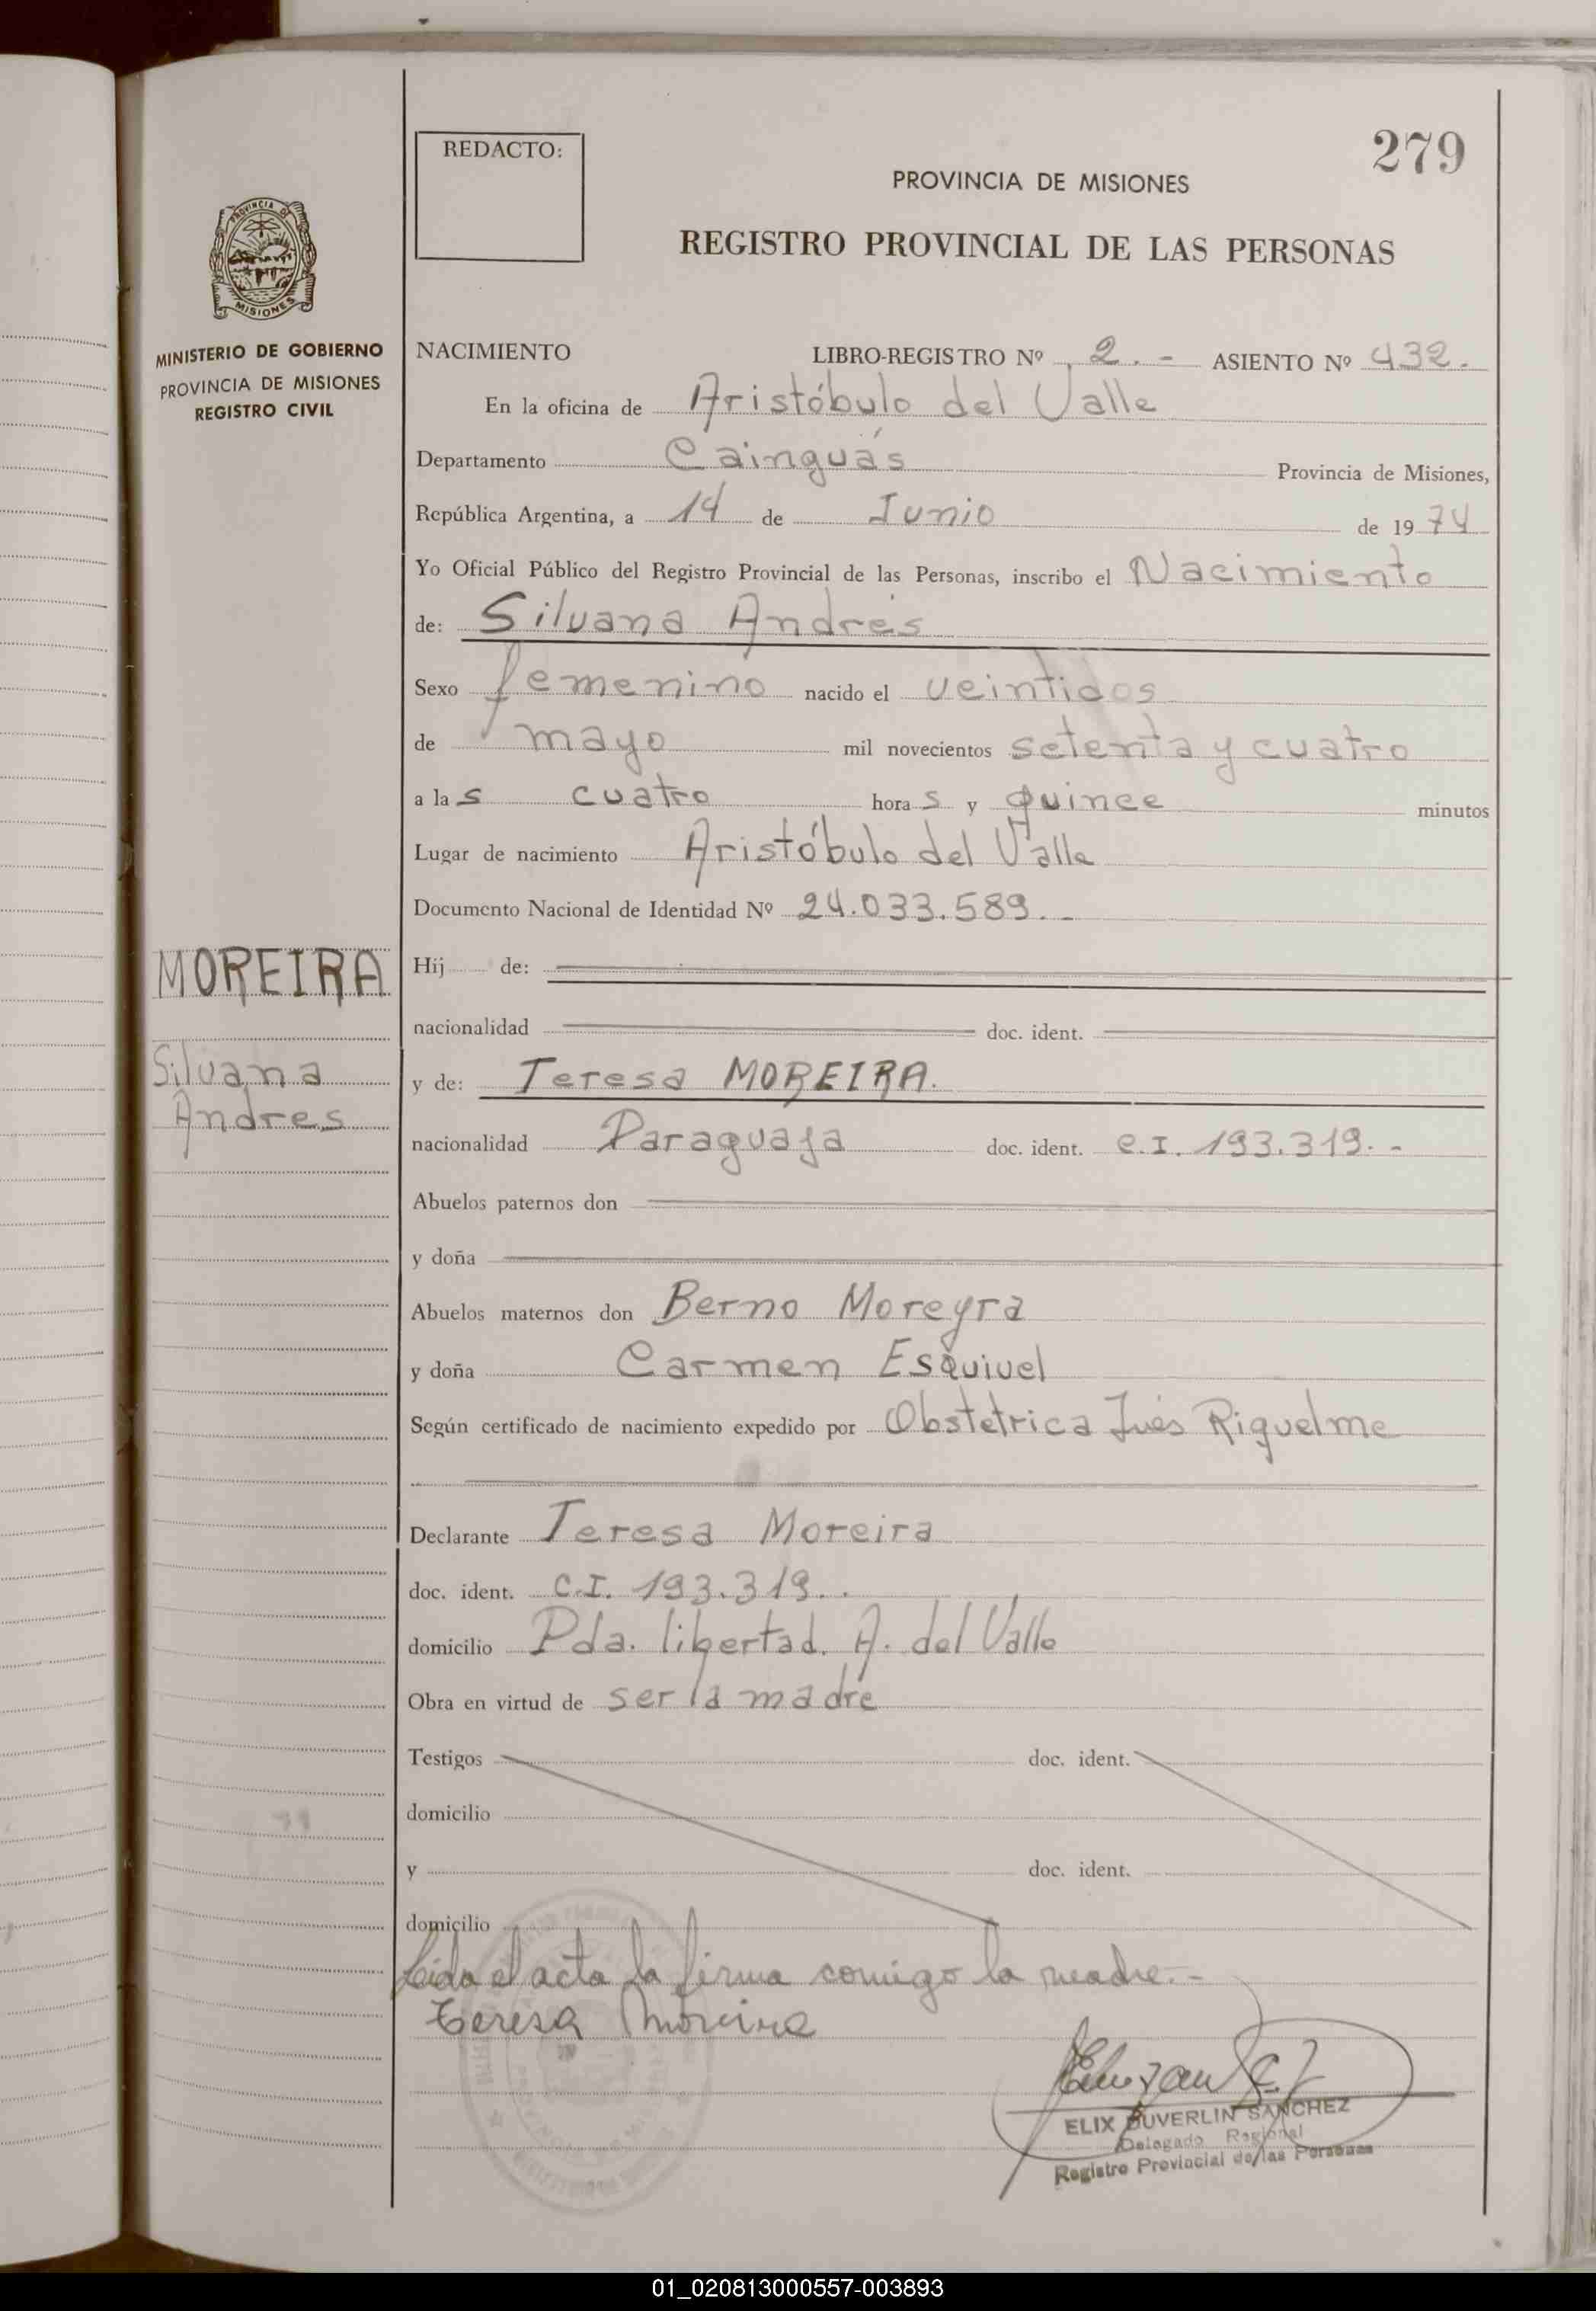 279
REDACTO:
PROVINCIA DE MISIONES
REGISTRO PROVINCIAL DE LAS PERSONAS
PROVINCIA DE
MISIONES
MINISTERIO DE GOBIERNO
PROVINCIA DE MISIONES
REGISTRO CIVIL
NACIMIENTO LIBRO-REGISTRO Nº 2.- ASIENTO Nº 432.
En la oficina de Aristóbulo del Valle
Departamento Cainguás Provincia de Misiones,
República Argentina, a 14 de Junio de 1974
Yo Oficial Público del Registro Provincial de las Personas, inscribo el Nacimiento
de: Silvana Andrés
Sexo femenino nacido el veintidos
de mayo mil novecientos setenta y cuatro
a las cuatro horas y quince minutos
Lugar de nacimiento Aristóbulo del Valle
Documento Nacional de Identidad Nº 24.033.589.-
MOREIRA
Silvana
Andres
Hij de:
nacionalidad doc. ident.
y de: Teresa MOREIRA.
nacionalidad Paraguaja doc. ident. C.I. 193.319.-
Abuelos paternos don
y doña
Abuelos maternos don Berno Moreyra
y doña Carmen Esquivel
Según certificado de nacimiento expedido por Obstetrica Inés Riquelme
Declarante Teresa Moreira
doc. ident. C.I. 193.319..
domicilio Pda. libertad. A. del Valle
Obra en virtud de ser la madre
Testigos doc. ident.
domicilio
y doc. ident.
domicilio
Leida el acta la firma conmigo la madre.-
Teresa Moreira
ELIX DUVERLIN SANCHEZ
Delegado Regional
Registro Provincial de las Personas
01_020813000557-003893